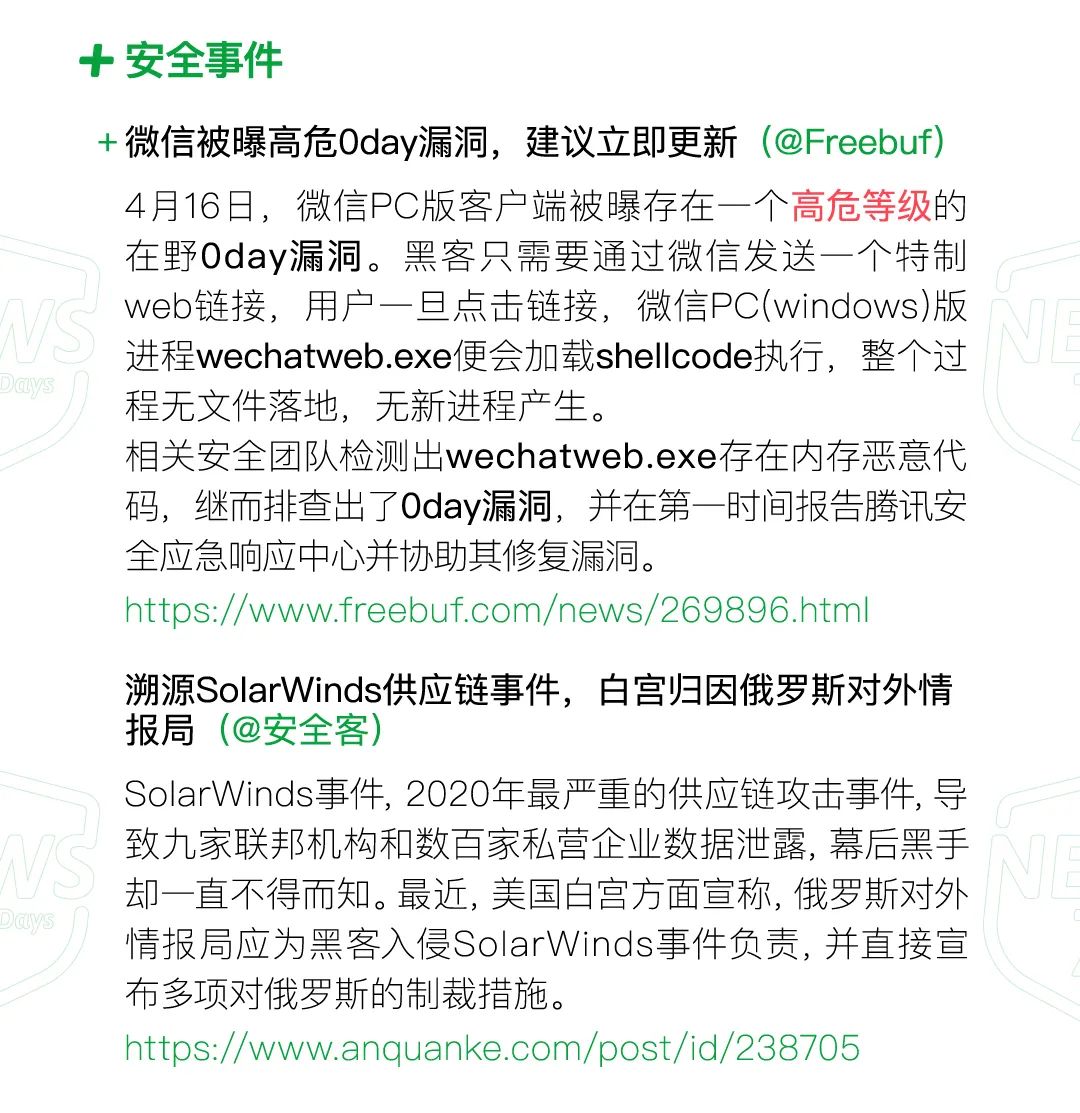 + 安全事件
+ 微信被曝高危0day漏洞，建议立即更新（@Freebuf）
4月16日，微信PC版客户端被曝存在一个高危等级的
在野0day漏洞。黑客只需要通过微信发送一个特制
web链接，用户一旦点击链接，微信PC(windows)版
进程wechatweb.exe便会加载shellcode执行，整个过
程无文件落地，无新进程产生。
相关安全团队检测出wechatweb.exe存在内存恶意代
码，继而排查出了0day漏洞，并在第一时间报告腾讯安
全应急响应中心并协助其修复漏洞。
https://www.freebuf.com/news/269896.html
溯源SolarWinds供应链事件，白宫归因俄罗斯对外情
报局（@安全客）
SolarWinds事件, 2020年最严重的供应链攻击事件, 导
致九家联邦机构和数百家私营企业数据泄露, 幕后黑手
却一直不得而知。最近, 美国白宫方面宣称, 俄罗斯对外
情报局应为黑客入侵SolarWinds事件负责, 并直接宣
布多项对俄罗斯的制裁措施。
https://www.anquanke.com/post/id/238705
WS
Days
NE
7
WS
Days
NE
7